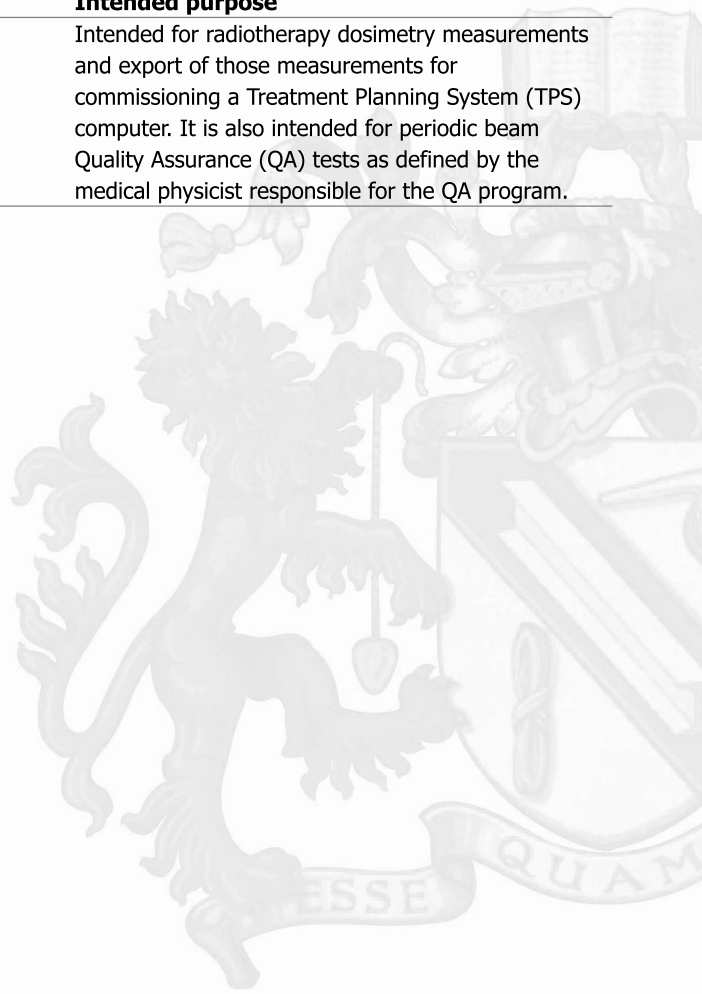 Intended purpose
Intended for radiotherapy dosimetry measurements
and export of those measurements for
commissioning a Treatment Planning System (TPS)
computer. It is also intended for periodic beam
Quality Assurance (QA) tests as defined by the
medical physicist responsible for the QA program.
ESSE
QUAM